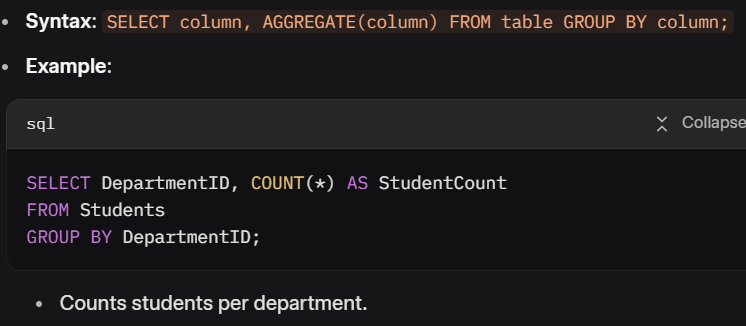 Syntax: SELECT column, AGGREGATE(column) FROM table GROUP BY column;
Example:
sql
Collapse
SELECT DepartmentID, COUNT(*) AS StudentCount
FROM Students
GROUP BY DepartmentID;
Counts students per department.